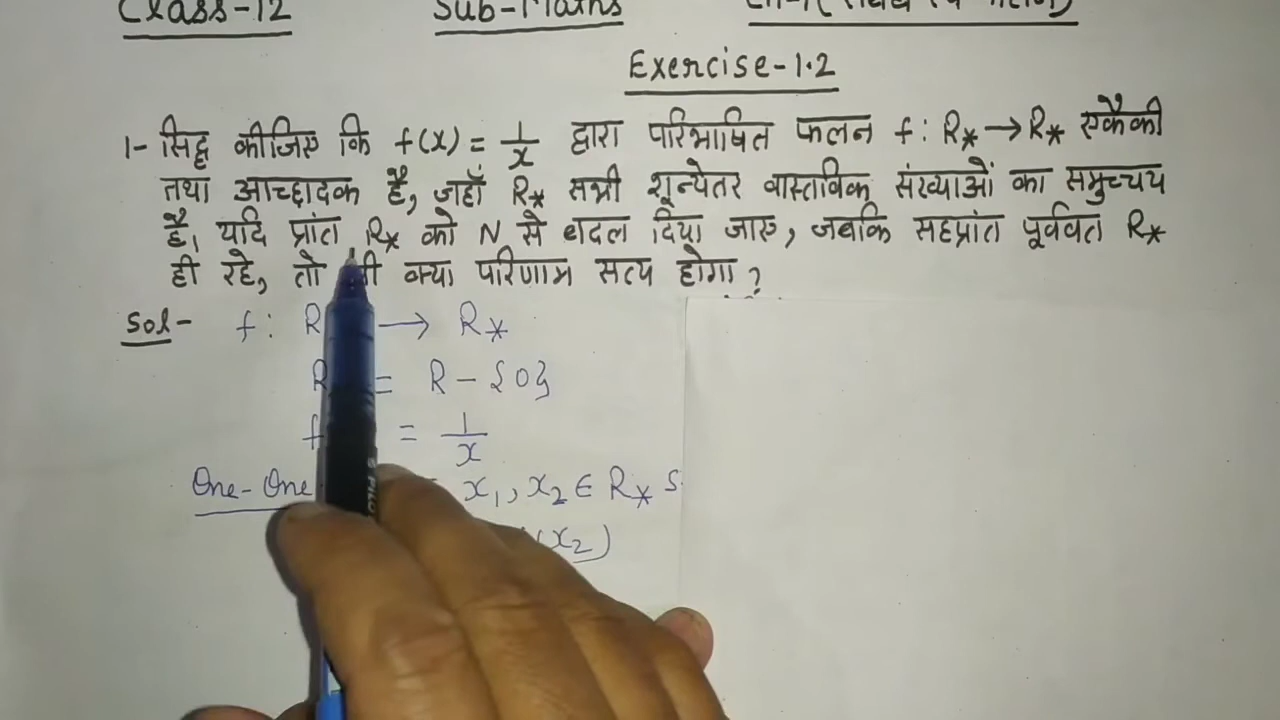 Class-12 Sub-Maths
Exercise-1.2
1- सिद्ध कीजिए कि f(x) = 1/x द्वारा परिभाषित फलन f: R* → R* एकैकी
तथा आच्छादक है, जहाँ R* सभी शून्येतर वास्तविक संख्याओं का समुच्चय
है। यदि प्रांत R* को N से बदल दिया जाए, जबकि सहप्रांत पूर्ववत R*
ही रहे, तो भी क्या परिणाम सत्य होगा?
Sol- f: R → R*
R = R - {0}
f = 1/x
One-One = x₁, x₂ ∈ R* s
(x₂)